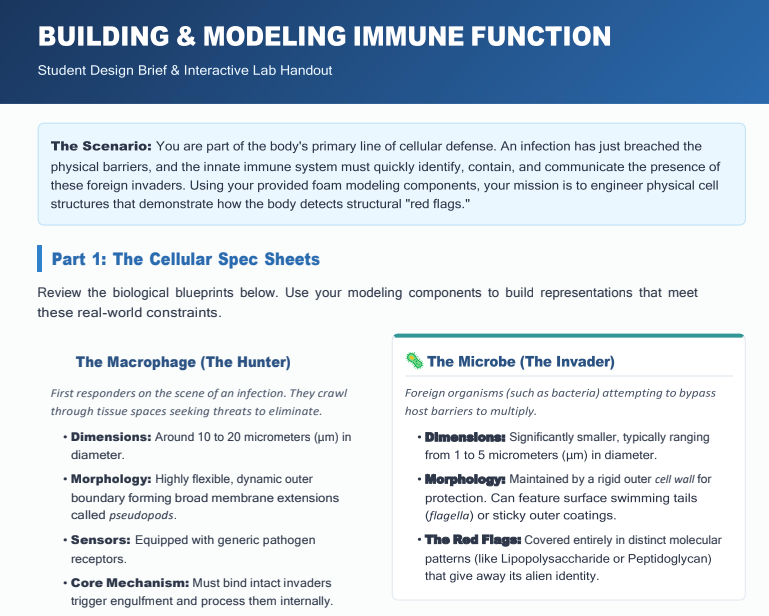 BUILDING & MODELING IMMUNE FUNCTION
Student Design Brief & Interactive Lab Handout
The Scenario: You are part of the body's primary line of cellular defense. An infection has just breached the
physical barriers, and the innate immune system must quickly identify, contain, and communicate the presence of
these foreign invaders. Using your provided foam modeling components, your mission is to engineer physical cell
structures that demonstrate how the body detects structural "red flags."
Part 1: The Cellular Spec Sheets
Review the biological blueprints below. Use your modeling components to build representations that meet
these real-world constraints.
The Macrophage (The Hunter)
First responders on the scene of an infection. They crawl
through tissue spaces seeking threats to eliminate.
• Dimensions: Around 10 to 20 micrometers (µm) in
diameter.
• Morphology: Highly flexible, dynamic outer
boundary forming broad membrane extensions
called pseudopods.
• Sensors: Equipped with generic pathogen
receptors.
• Core Mechanism: Must bind intact invaders
trigger engulfment and process them internally.
The Microbe (The Invader)
Foreign organisms (such as bacteria) attempting to bypass
host barriers to multiply.
• Dimensions: Significantly smaller, typically ranging
from 1 to 5 micrometers (µm) in diameter.
• Morphology: Maintained by a rigid outer cell wall for
protection. Can feature surface swimming tails
(flagella) or sticky outer coatings.
• The Red Flags: Covered entirely in distinct molecular
patterns (like Lipopolysaccharide or Peptidoglycan)
that give away its alien identity.